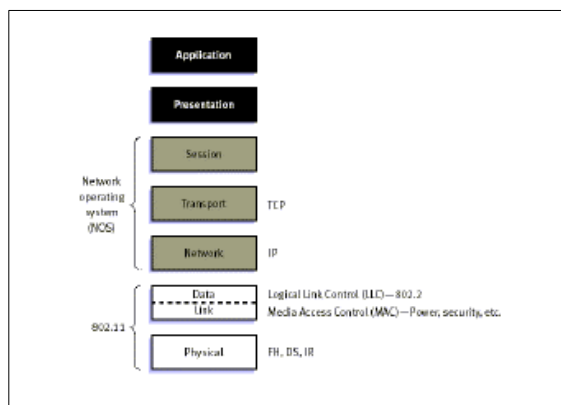 Application
Presentation
Session
Network
operating
system
(NOS)
Transport
TCP
Network
IP
Data
Logical Link Control (LLC)—802.2
Link
Media Access Control (MAC)—Power, security, etc.
802.11
Physical
FH, DS, IR